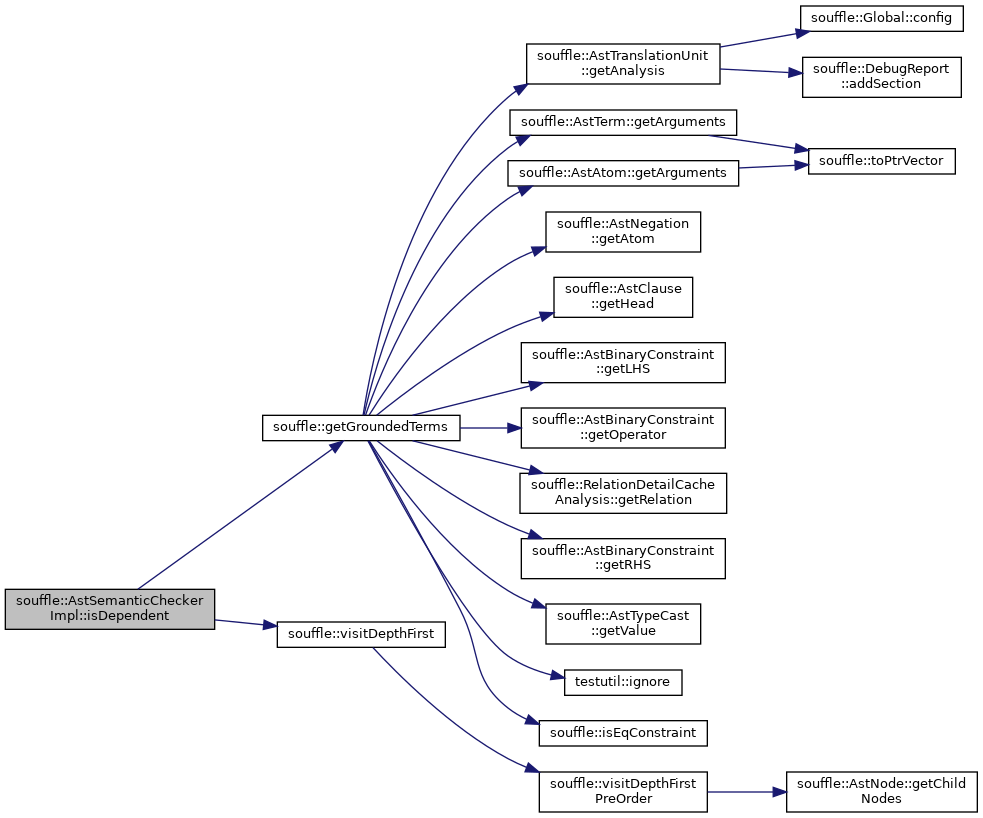 souffle::Global::config
souffle::AstTranslationUnit
::getAnalysis
souffle::DebugReport
::addSection
souffle::AstTerm::getArguments
souffle::toPtrVector
souffle::AstAtom::getArguments
souffle::AstNegation
::getAtom
souffle::AstClause
::getHead
souffle::AstBinaryConstraint
::getLHS
souffle::getGroundedTerms
souffle::AstBinaryConstraint
::getOperator
souffle::RelationDetailCache
Analysis::getRelation
souffle::AstBinaryConstraint
::getRHS
souffle::AstSemanticChecker
Impl::isDependent
souffle::AstTypeCast
::getValue
souffle::visitDepthFirst
testutil::ignore
souffle::isEqConstraint
souffle::visitDepthFirst
PreOrder
souffle::AstNode::getChild
Nodes